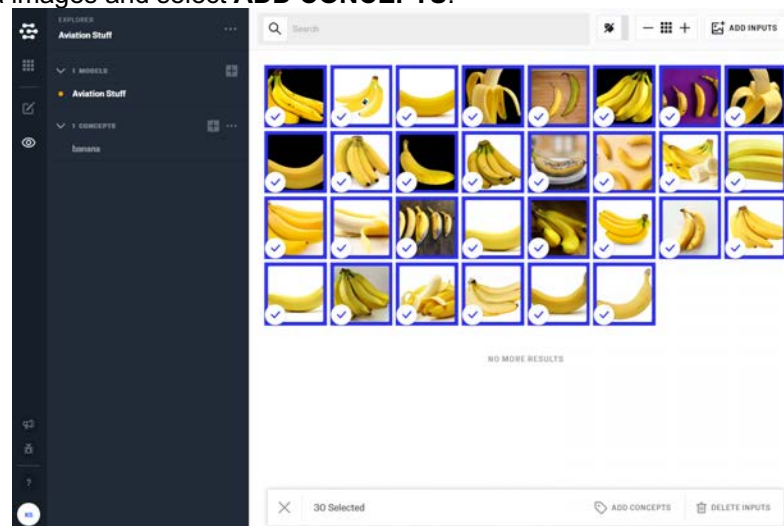 images and select ADD CONCEPTS.
EXPLORER
Aviation Stuff
Search
ADD INPUTS
1 MODELS
Aviation Stuff
1 CONCEPTS
banana
NO MORE RESULTS
?
KS
30 Selected
ADD CONCEPTS
DELETE INPUTS